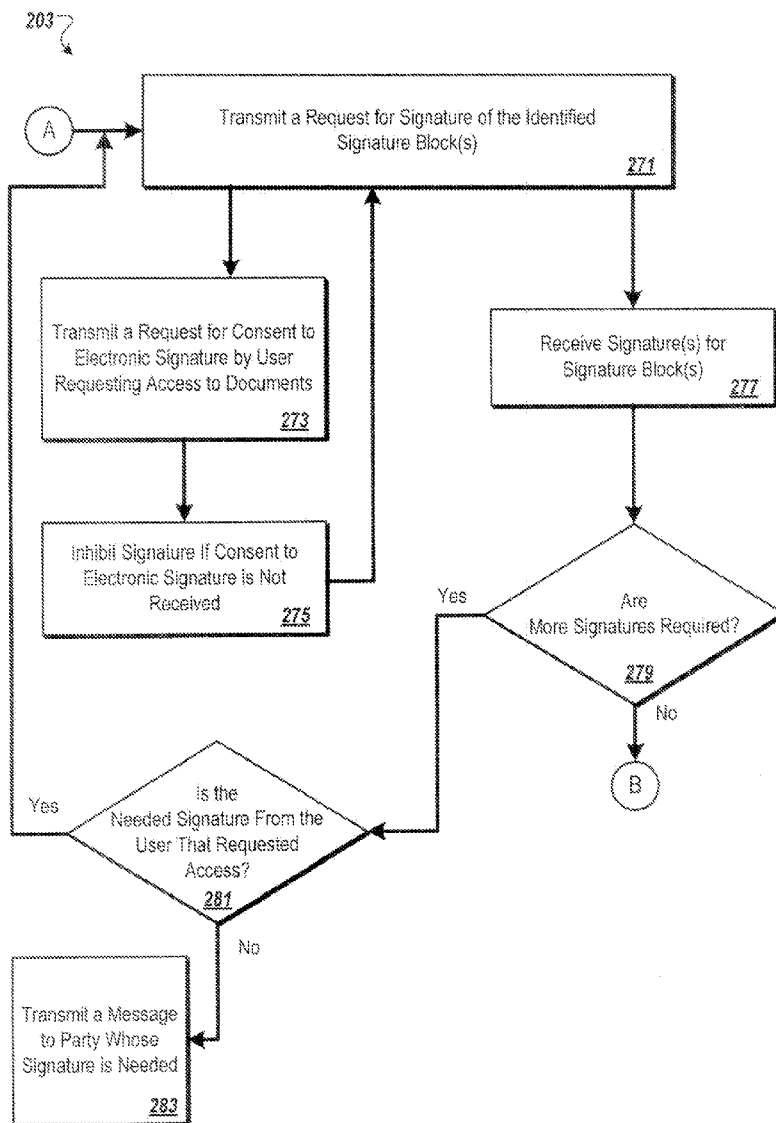 203
A
Transmit a Request for Signature of the Identified
Signature Block(s)
271
Transmit a Request for Consent to
Electronic Signature by User
Requesting Access to Documents
273
Receive Signature(s) for
Signature Block(s)
277
Inhibit Signature If Consent to
Electronic Signature is Not
Received
275
Yes
Are
More Signatures Required?
279
No
B
Yes
Is the
Needed Signature From the
User That Requested
Access?
281
No
Transmit a Message
to Party Whose
Signature is Needed
283